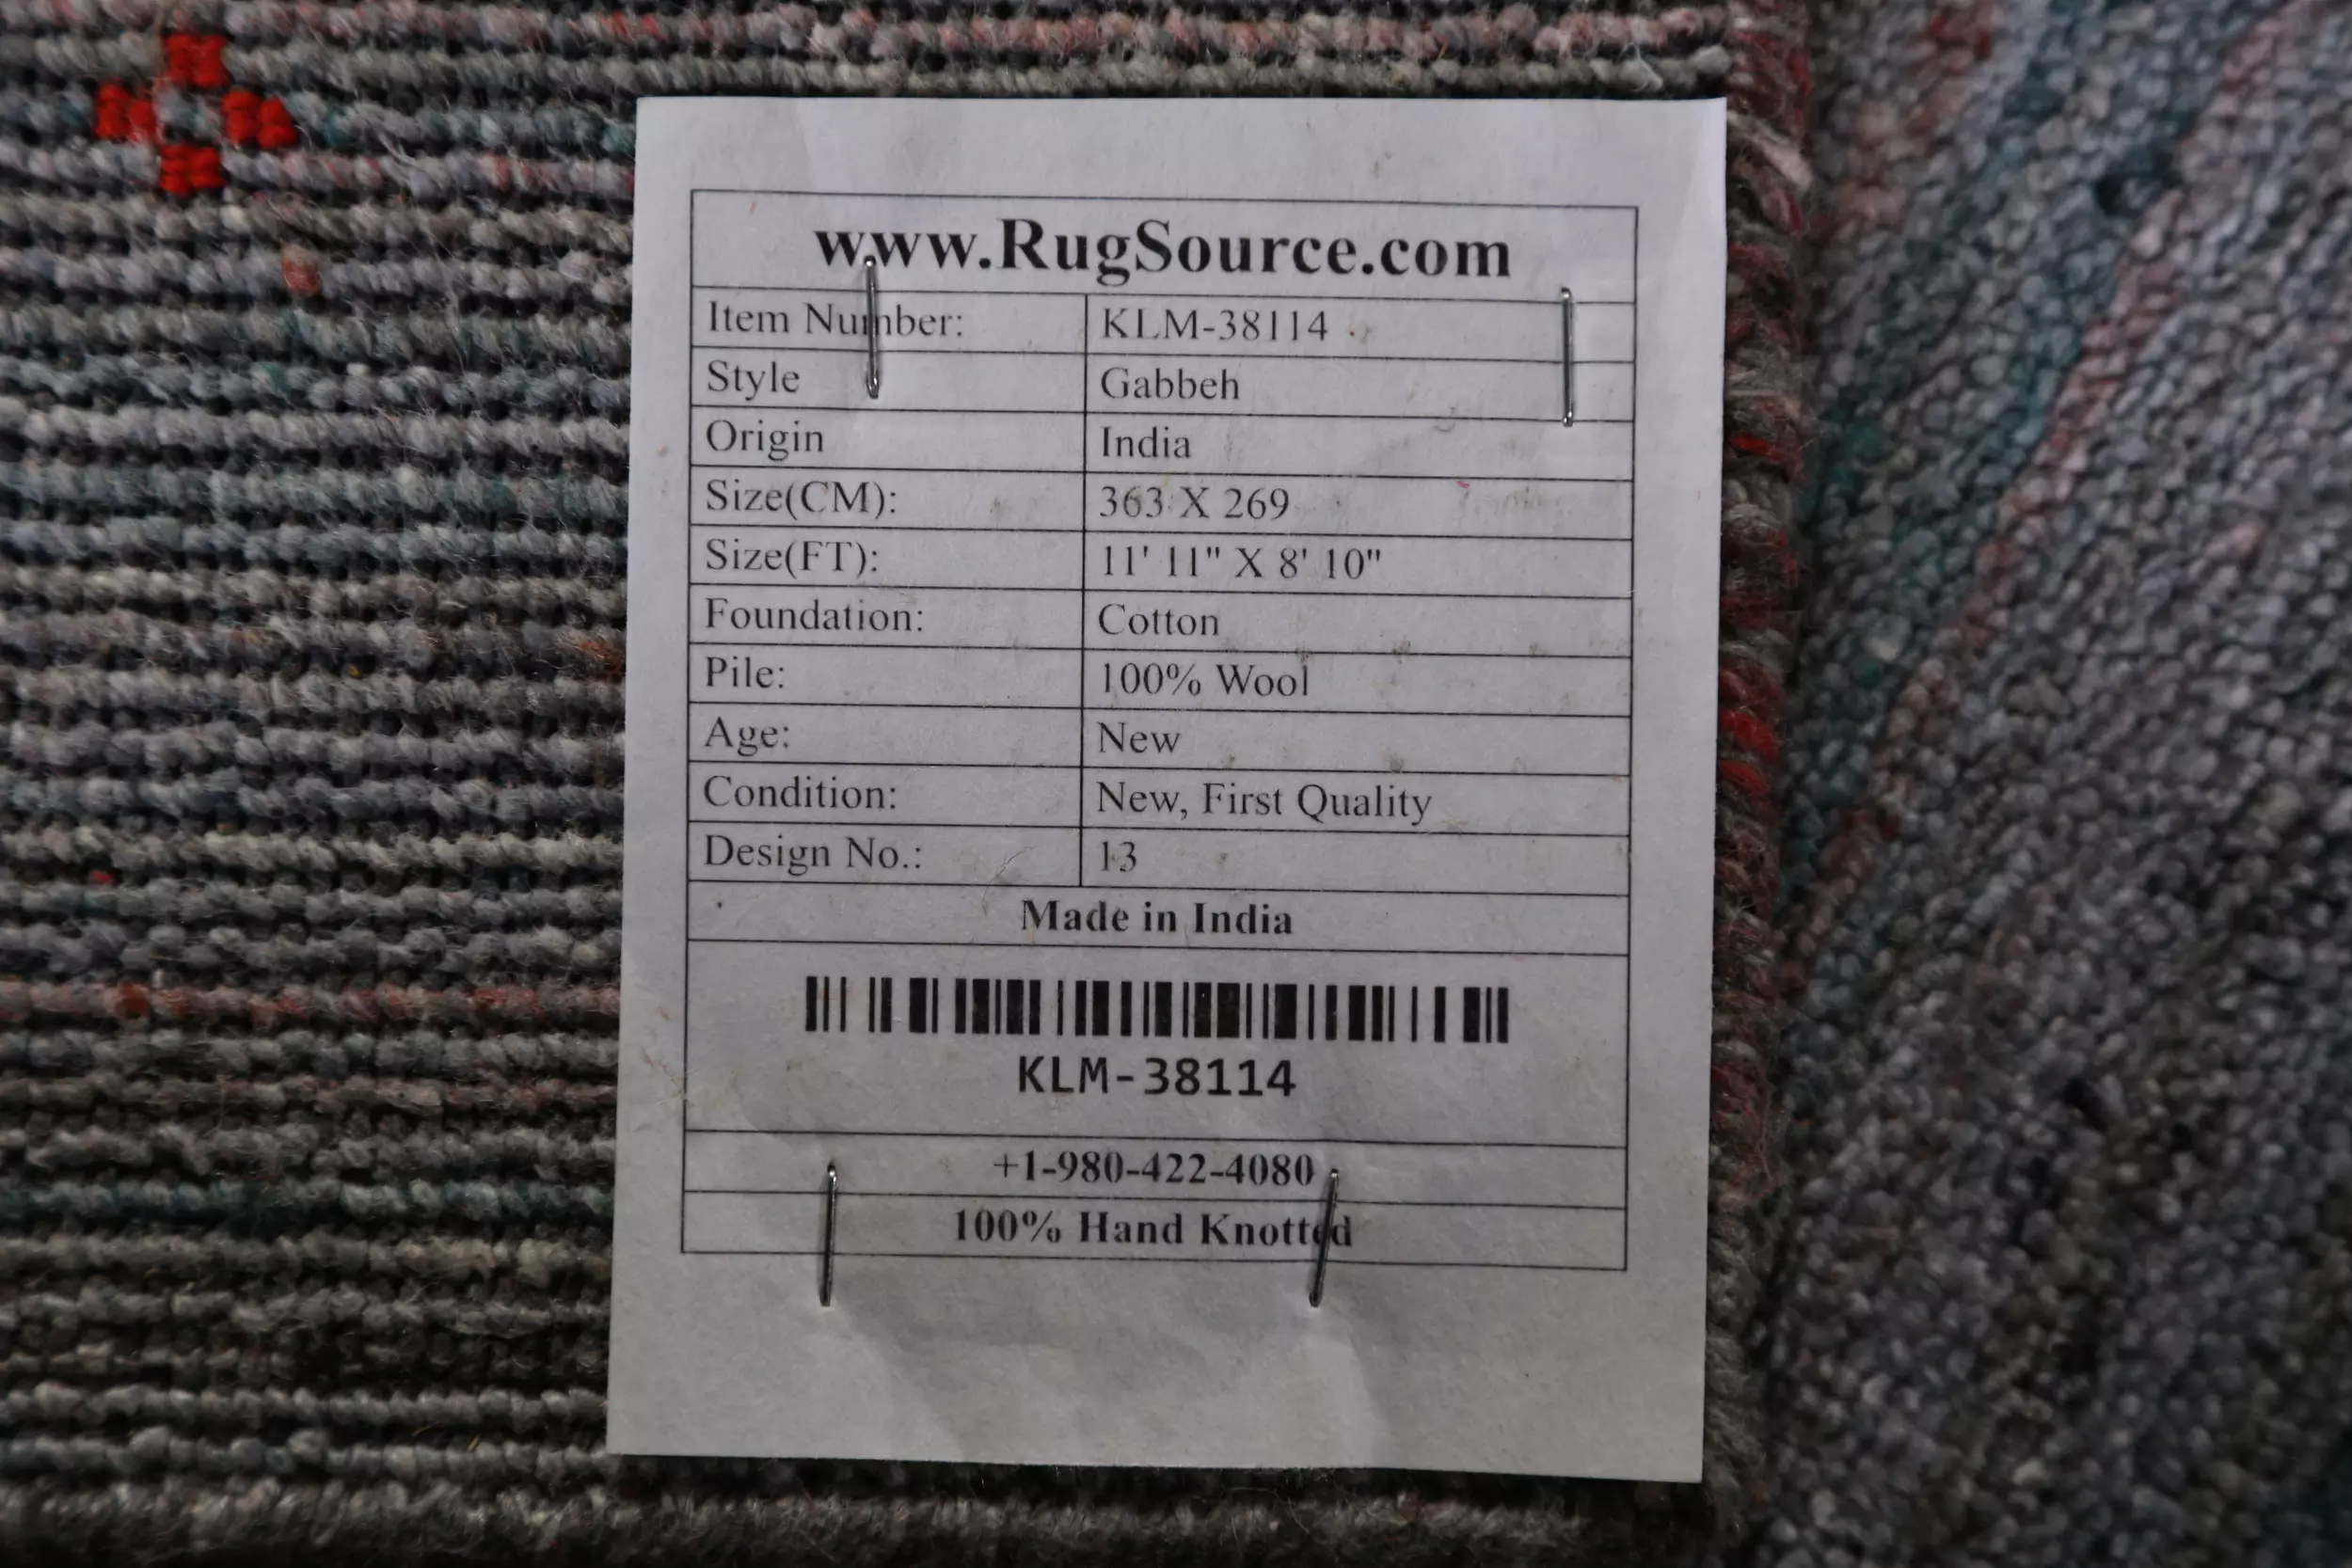 www.RugSource.com
Item Number: KLM-38114
Style Gabbeh
Origin India
Size(CM): 363 X 269
Size(FT): 11' 11" X 8' 10"
Foundation: Cotton
Pile: 100% Wool
Age: New
Condition: New, First Quality
Design No.: 13
Made in India
KLM-38114
+1-980-422-4080
100% Hand Knotted